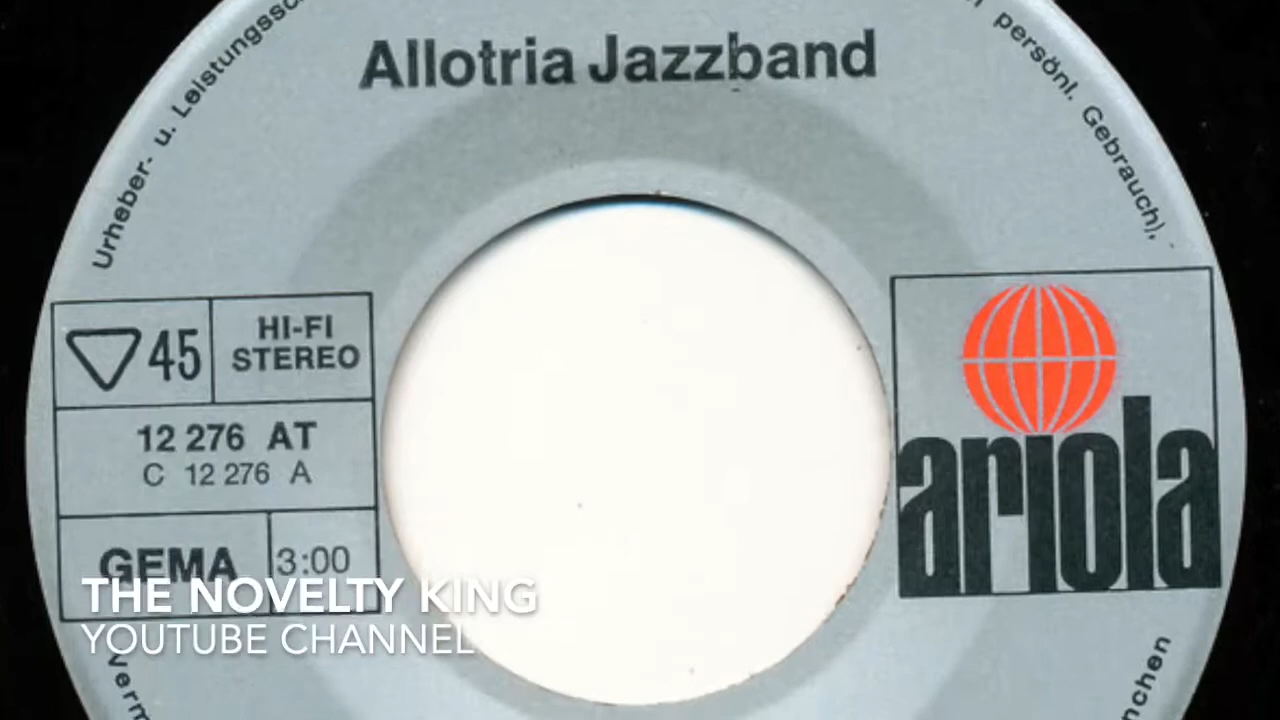 Allotria Jazzband
Urheber- u.
persönl. Gebrauch),
45
HI-FI
STEREO
12 276 AT
C 12 276 A
GEMA
3:00
ariola
THE NOVELTY KING
YOUTUBE CHANNEL